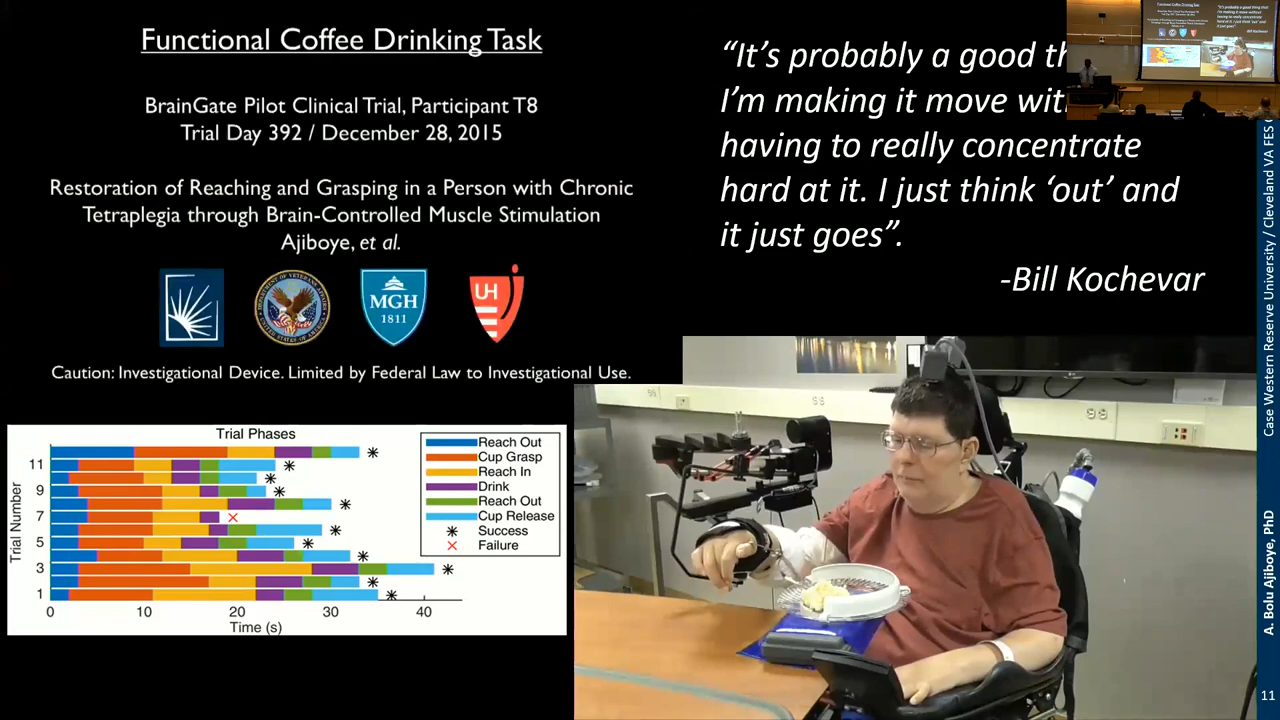 Functional Coffee Drinking Task
BrainGate Pilot Clinical Trial, Participant T8
Trial Day 392 / December 28, 2015
Restoration of Reaching and Grasping in a Person with Chronic
Tetraplegia through Brain-Controlled Muscle Stimulation
Ajiboye, et al.
MGH
1811
UH
Caution: Investigational Device. Limited by Federal Law to Investigational Use.
“It’s probably a good th
I’m making it move wit
having to really concentrate
hard at it. I just think ‘out’ and
it just goes”.
-Bill Kochevar
Trial Phases
Trial Number
11
9
7
5
3
1
0
10
20
30
40
Time (s)
Reach Out
Cup Grasp
Reach In
Drink
Reach Out
Cup Release
Success
Failure
Case Western Reserve University / Cleveland VA FES
A. Bolu Ajiboye, PhD
11